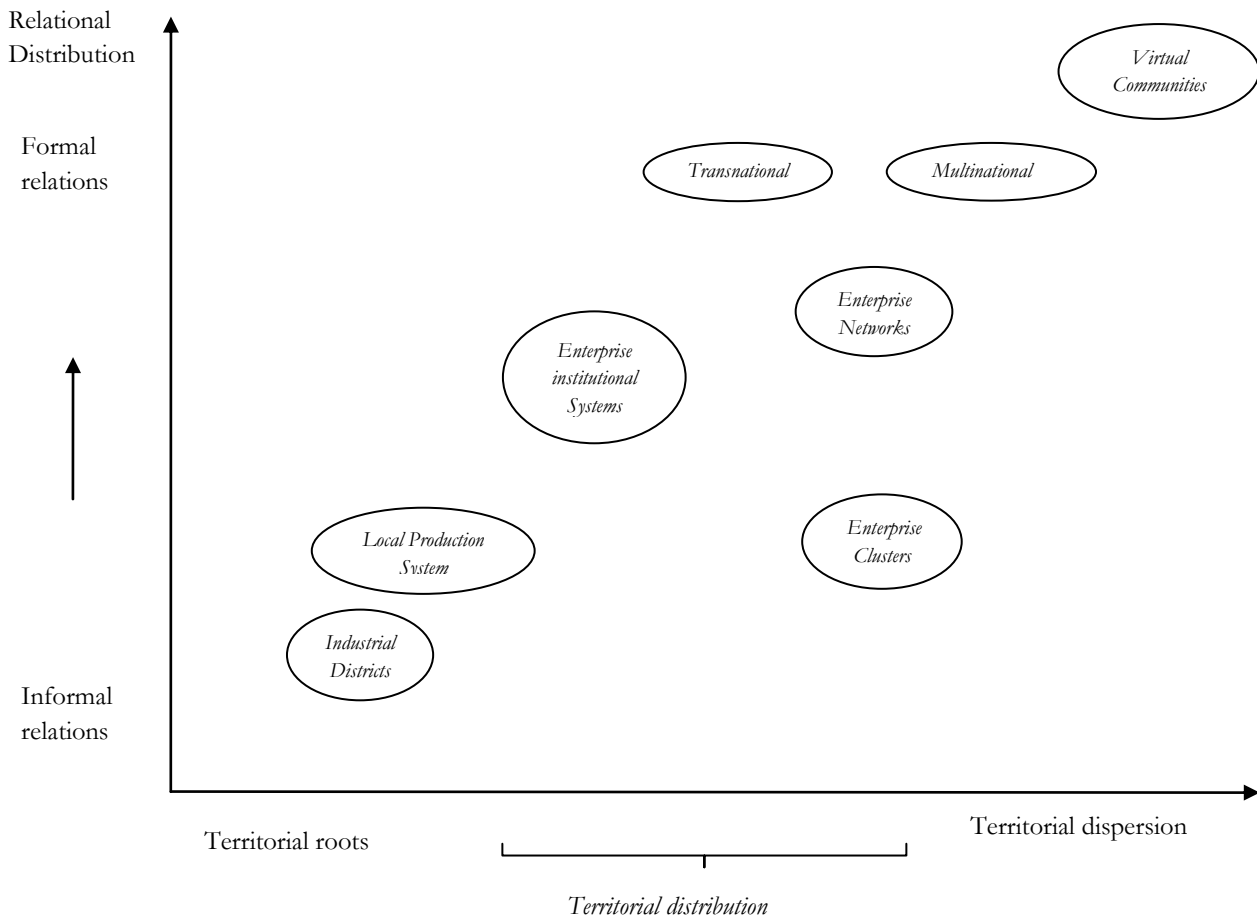 Relational
Distribution
Virtual
Communities
Formal
relations
Transnational
Multinational
Enterprise
Networks
Enterprise
institutional
Systems
Enterprise
Clusters
Local Production
System
Industrial
Districts
Informal
relations
Territorial roots
Territorial dispersion
Territorial distribution